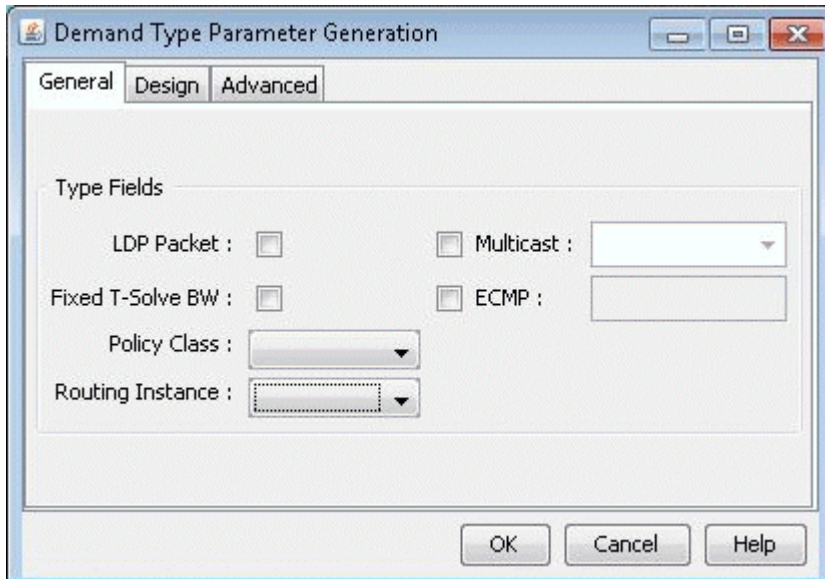 Demand Type Parameter Generation
General Design Advanced
Type Fields
LDP Packet : Multicast :
Fixed T-Solve BW : ECMP :
Policy Class :
Routing Instance :
OK Cancel Help